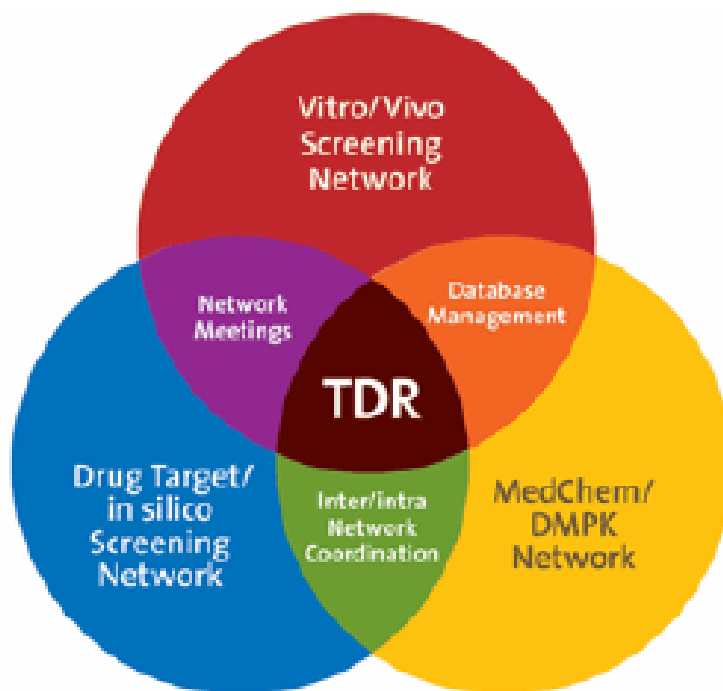 Vitro/Vivo
Screening
Network
Network
Meetings
Database
Management
TDR
Drug Target/
in silico
Screening
Network
Inter/intra
Network
Coordination
MedChem/
DMPK
Network